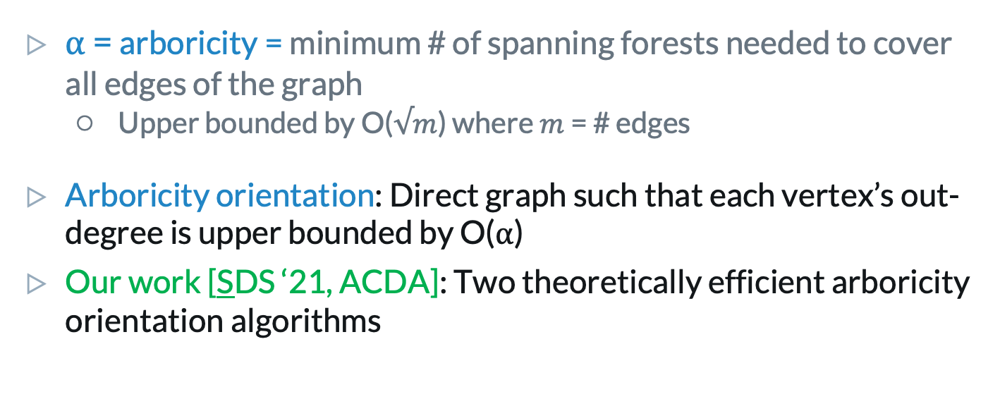 ▷ α = arboricity = minimum # of spanning forests needed to cover
all edges of the graph
○ Upper bounded by O(√m) where m = # edges
▷ Arboricity orientation: Direct graph such that each vertex’s out-
degree is upper bounded by O(α)
▷ Our work [SDS ‘21, ACDA]: Two theoretically efficient arboricity
orientation algorithms